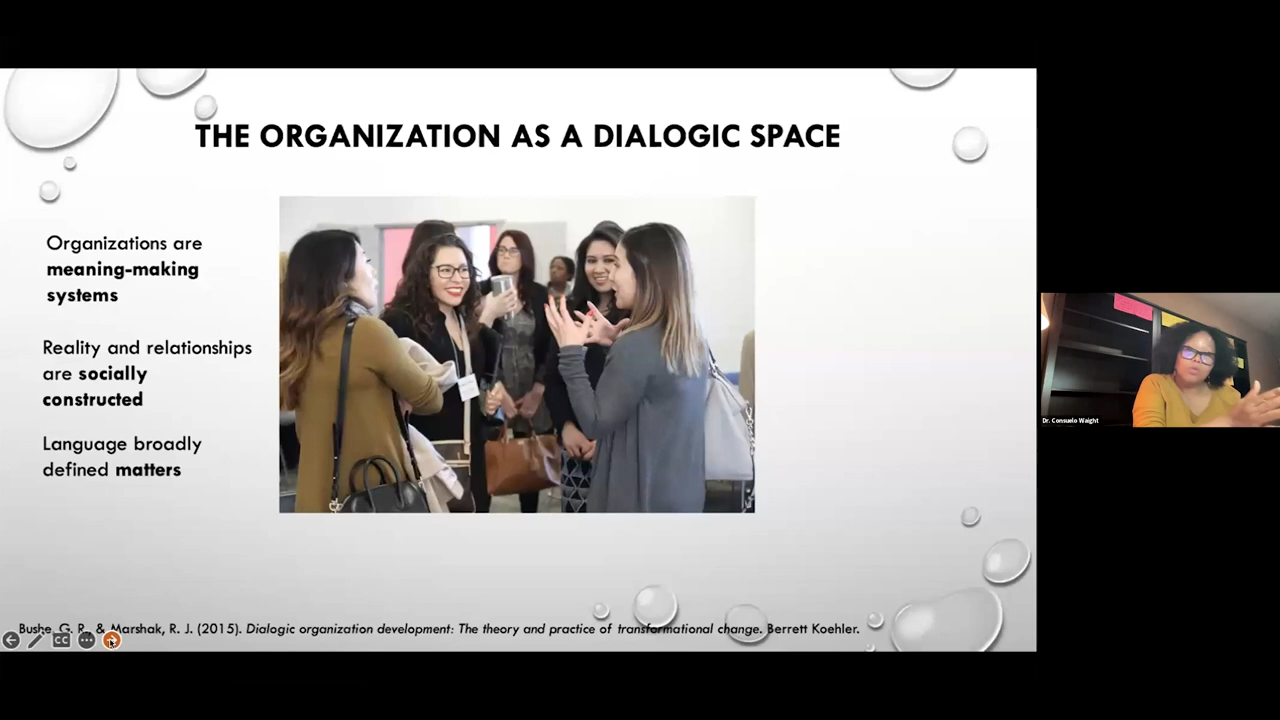 THE ORGANIZATION AS A DIALOGIC SPACE
Organizations are
meaning-making
systems
Reality and relationships
are socially
constructed
Language broadly
defined matters
Bushe, G. R., & Marshak, R. J. (2015). Dialogic organization development: The theory and practice of transformational change. Berrett Koehler.
CC
Dr. Consuelo Waight